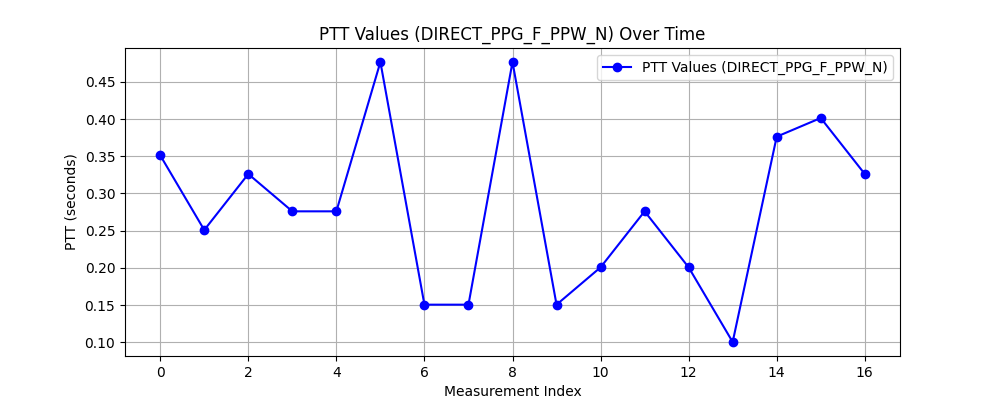 PTT Values (DIRECT_PPG_F_PPW_N) Over Time
PTT Values (DIRECT_PPG_F_PPW_N)
PTT (seconds)
0.45
0.40
0.35
0.30
0.25
0.20
0.15
0.10
0 2 4 6 8 10 12 14 16
Measurement Index